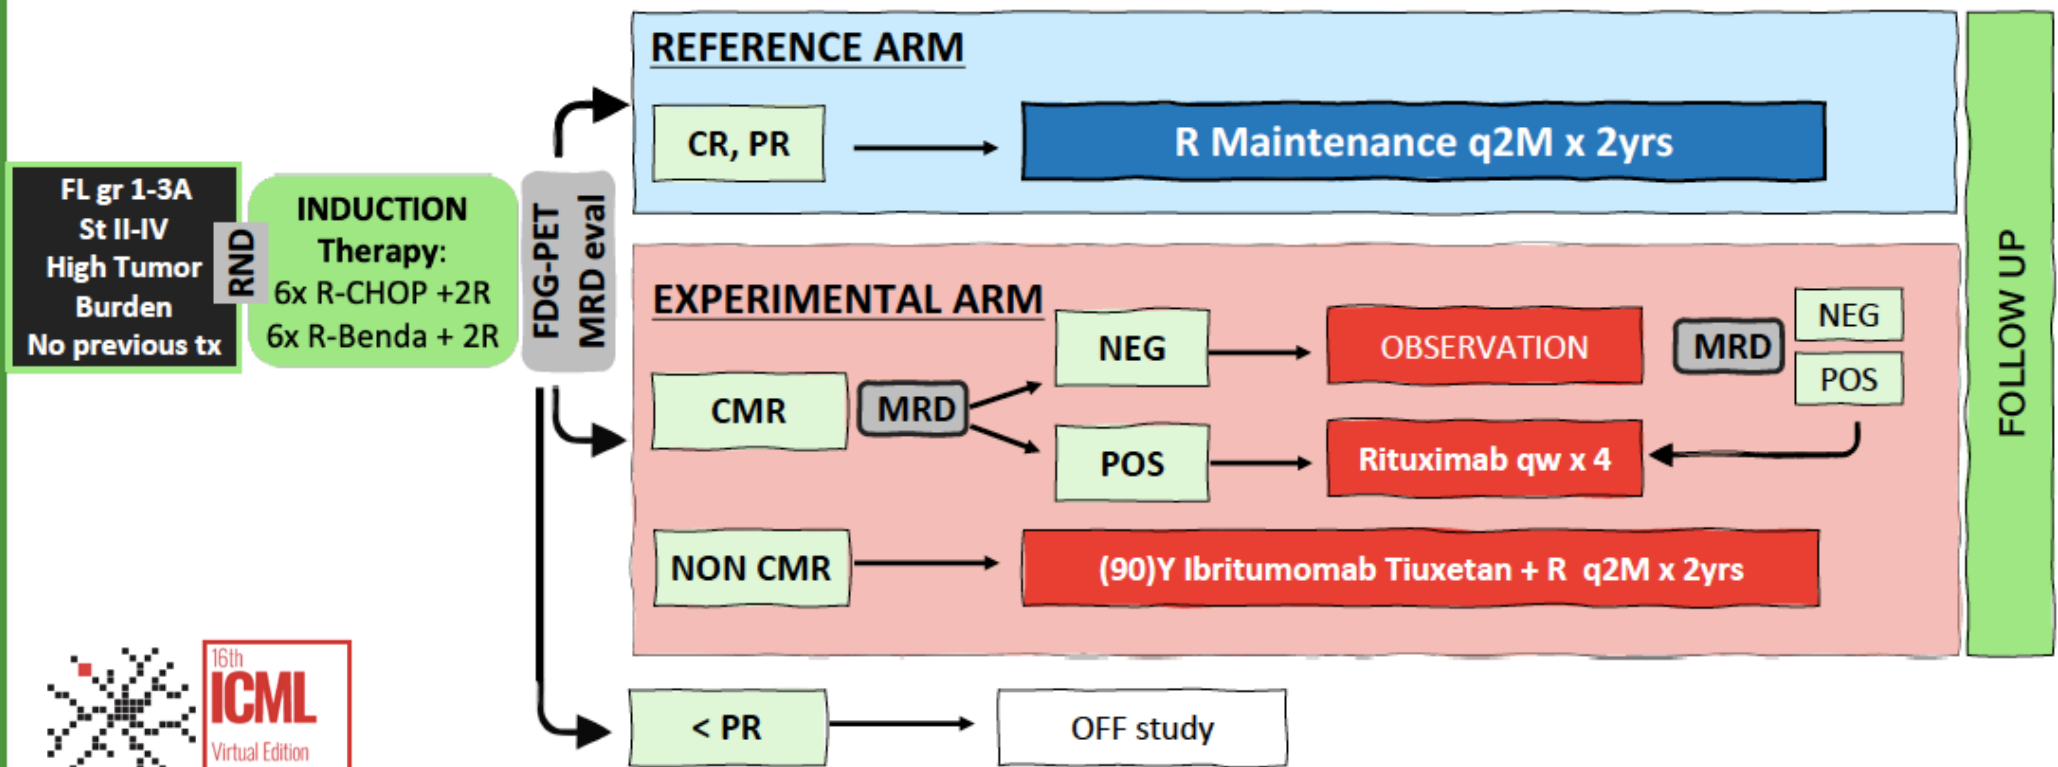 FL gr 1-3A
St II-IV
High Tumor
Burden
No previous tx
RND
INDUCTION
Therapy:
6x R-CHOP +2R
6x R-Benda + 2R
FDG-PET
MRD eval
REFERENCE ARM
CR, PR
R Maintenance q2M x 2yrs
EXPERIMENTAL ARM
CMR
MRD
NEG
OBSERVATION
MRD
NEG
POS
POS
Rituximab qw x 4
NON CMR
(90)Y Ibritumomab Tiuxetan + R q2M x 2yrs
< PR
OFF study
FOLLOW UP
16th
ICML
Virtual Edition